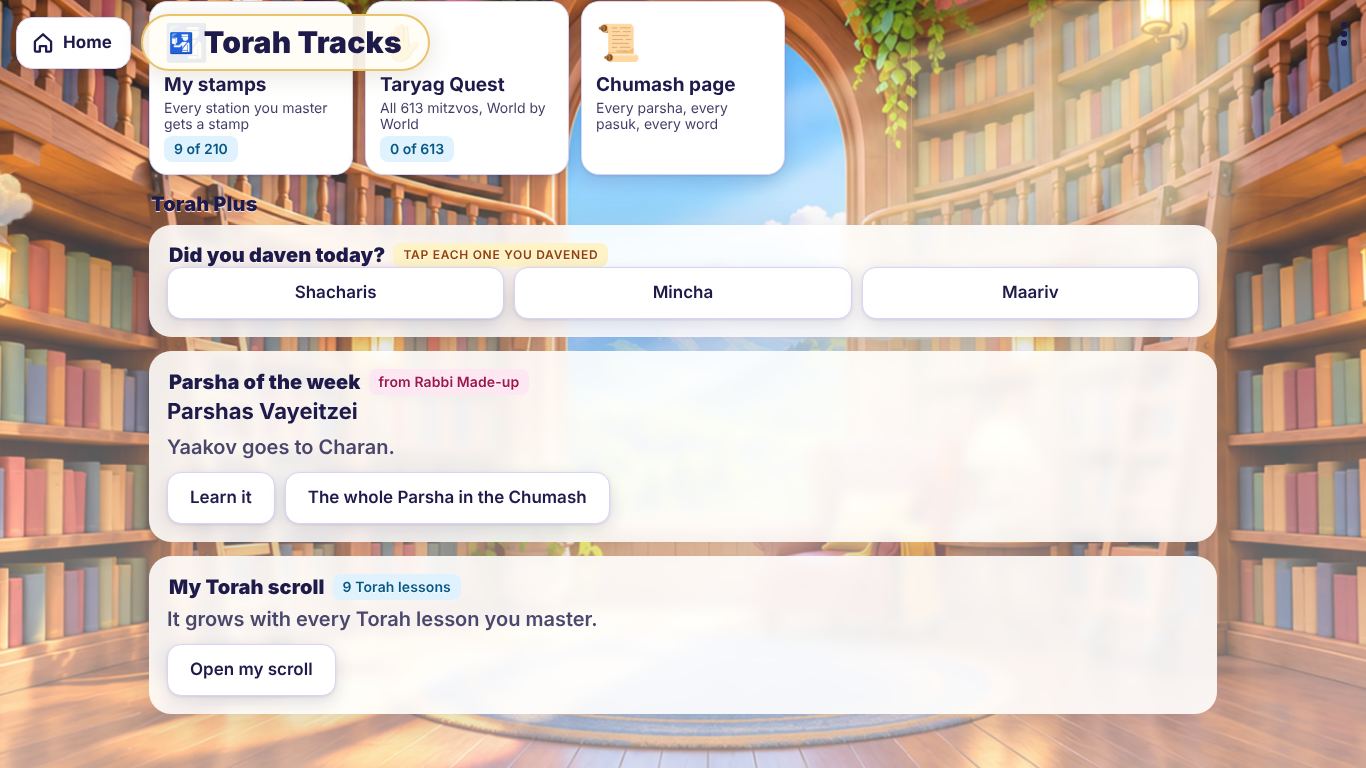 Home
Torah Tracks
My stamps
Every station you master
gets a stamp
9 of 210
Taryag Quest
All 613 mitzvos, World by
World
0 of 613
Chumash page
Every parsha, every
pasuk, every word
Torah Plus
Did you daven today?
TAP EACH ONE YOU DAVENED
Shacharis
Mincha
Maariv
Parsha of the week
from Rabbi Made-up
Parshas Vayeitzei
Yaakov goes to Charan.
Learn it
The whole Parsha in the Chumash
My Torah scroll
9 Torah lessons
It grows with every Torah lesson you master.
Open my scroll